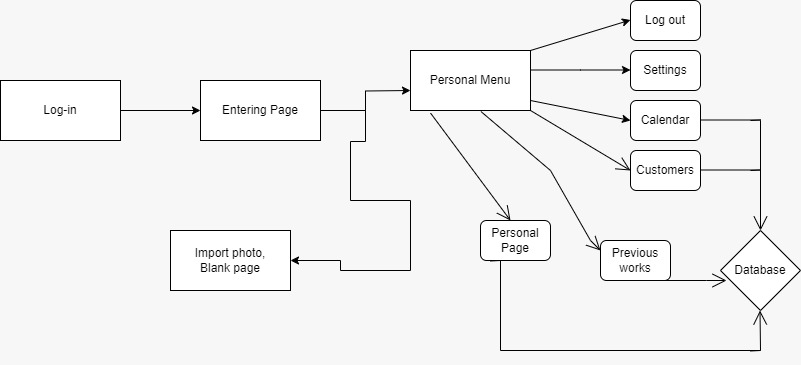 Log out
Log-in
Entering Page
Personal Menu
Settings
Calendar
Customers
Import photo,
Blank page
Personal
Page
Previous
works
Database